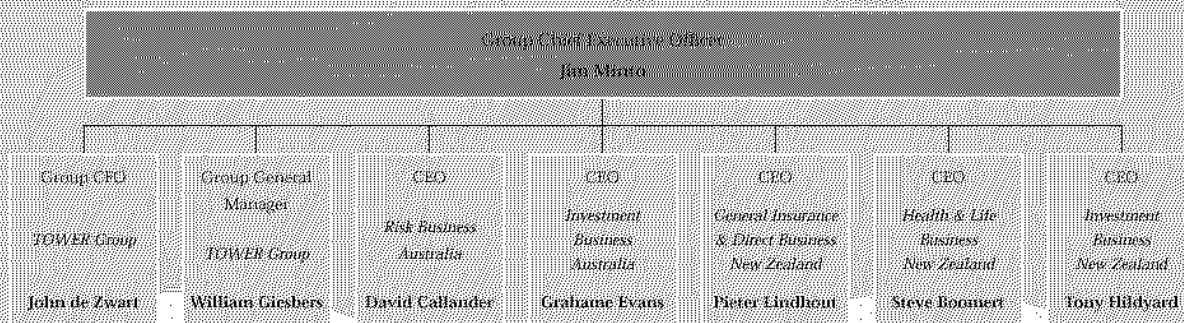 Group Chief Executive Officer
Jim Minto
Group CFO
TOWER Group
John de Zwart
Group General
Manager
TOWER Group
William Giesbers
CEO
Risk Business
Australia
David Callander
CEO
Investment
Business
Australia
Grahame Evans
CEO
General Insurance
& Direct Business
New Zealand
Pieter Lindhout
CEO
Health & Life
Business
New Zealand
Steve Boomert
CEO
Investment
Business
New Zealand
Tony Hildyard